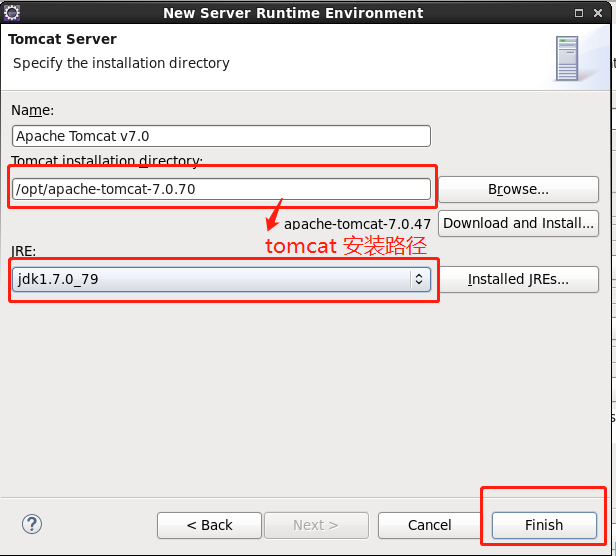 New Server Runtime Environment
Tomcat Server
Specify the installation directory
Name:
Apache Tomcat v7.0
Tomcat installation directory:
/opt/apache-tomcat-7.0.70
Browse...
apache-tomcat-7.0.47
Download and Install...
tomcat 安装路径
JRE:
jdk1.7.0_79
Installed JREs...
?
< Back
Next >
Cancel
Finish